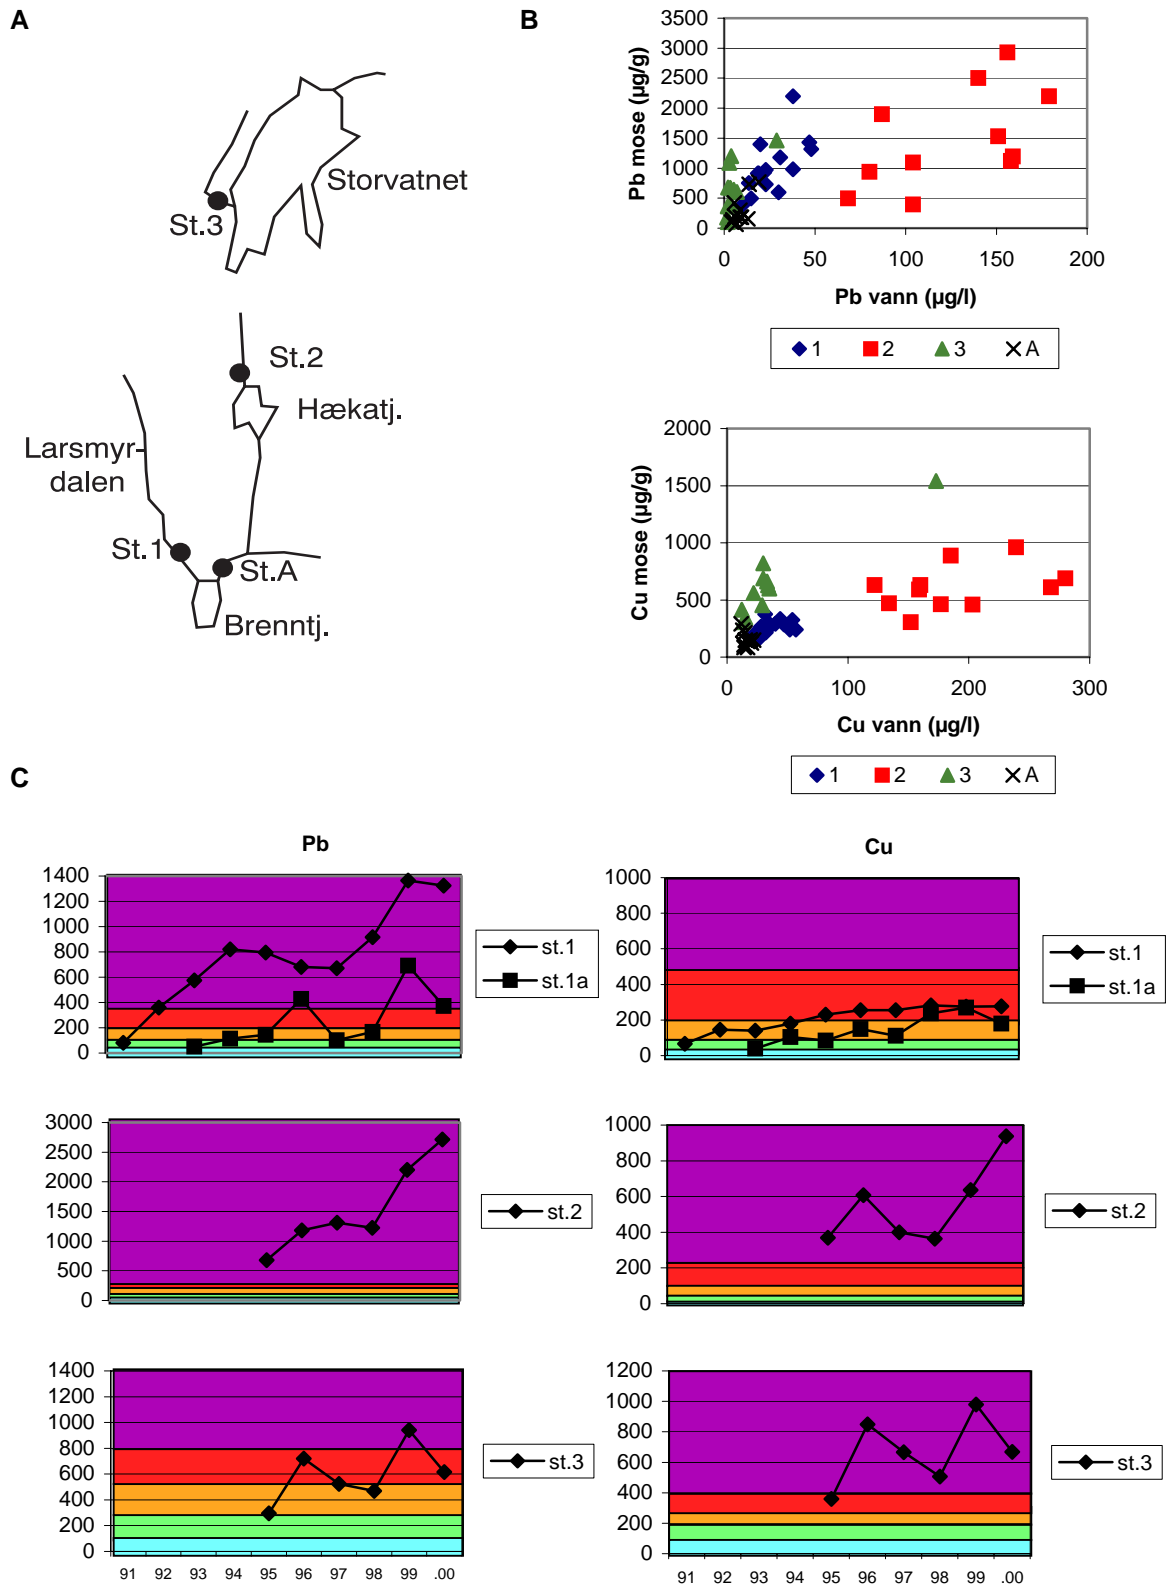 A
Storvatnet
St.3
St.2
Hækatj.
Larsmyr-
dalen
St.1
St.A
Brenntj.
B
Pb mose (µg/g)
3500
3000
2500
2000
1500
1000
500
0
0 50 100 150 200
Pb vann (µg/l)
1 2 3 A
Cu mose (µg/g)
2000
1500
1000
500
0
0 100 200 300
Cu vann (µg/l)
1 2 3 A
C
Pb
1400
1200
1000
800
600
400
200
0
st.1
st.1a
Cu
1000
800
600
400
200
0
st.1
st.1a
3000
2500
2000
1500
1000
500
0
st.2
1000
800
600
400
200
0
st.2
1400
1200
1000
800
600
400
200
0
91 92 93 94 95 96 97 98 99 .00
st.3
1200
1000
800
600
400
200
0
91 92 93 94 95 96 97 98 99 .00
st.3